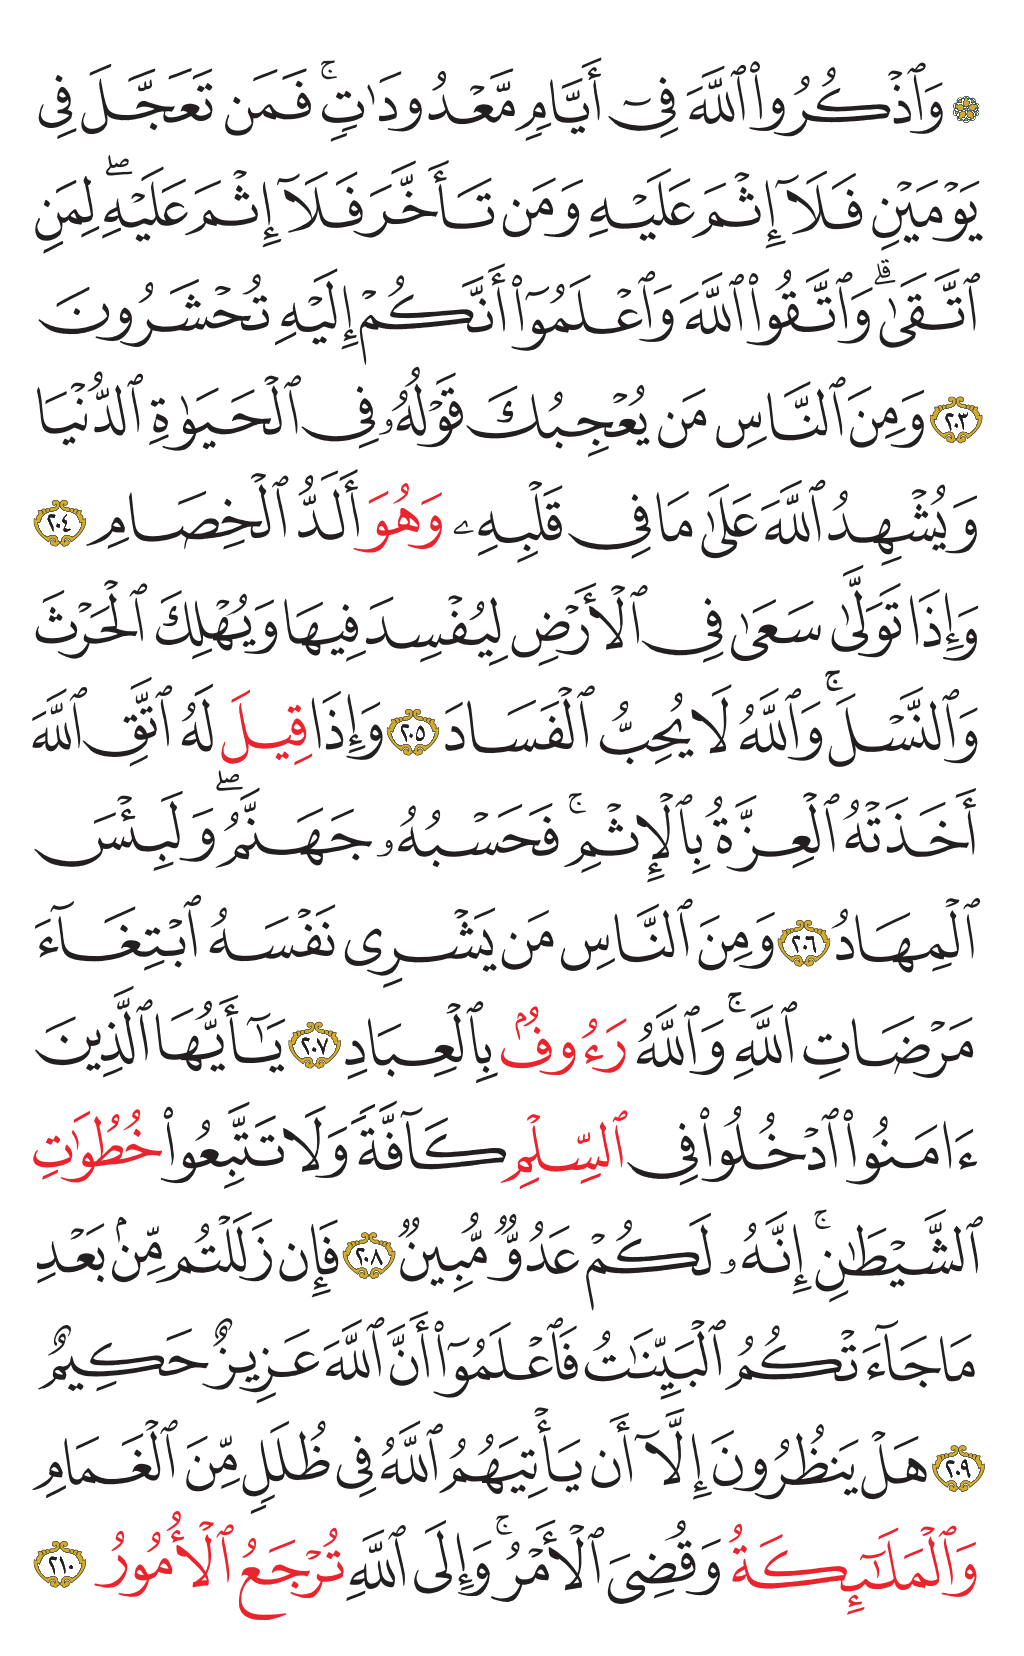 ۞ وَٱذْكُرُوا۟ ٱللَّهَ فِىٓ أَيَّامٍ مَّعْدُودَٰتٍۢ ۚ فَمَن تَعَجَّلَ فِى
يَوْمَيْنِ فَلَآ إِثْمَ عَلَيْهِ وَمَن تَأَخَّرَ فَلَآ إِثْمَ عَلَيْهِ ۖ لِمَنِ
ٱتَّقَىٰ ۗ وَٱتَّقُوا۟ ٱللَّهَ وَٱعْلَمُوٓا۟ أَنَّكُمْ إِلَيْهِ تُحْشَرُونَ
٢٠٣ وَمِنَ ٱلنَّاسِ مَن يُعْجِبُكَ قَوْلُهُۥ فِى ٱلْحَيَوٰةِ ٱلدُّنْيَا
وَيُشْهِدُ ٱللَّهَ عَلَىٰ مَا فِى قَلْبِهِۦ وَهُوَ أَلَدُّ ٱلْخِصَامِ ٢٠٤
وَإِذَا تَوَلَّىٰ سَعَىٰ فِى ٱلْأَرْضِ لِيُفْسِدَ فِيهَا وَيُهْلِكَ ٱلْحَرْثَ
وَٱلنَّسْلَ ۚ وَٱللَّهُ لَا يُحِبُّ ٱلْفَسَادَ ٢٠٥ وَإِذَا قِيلَ لَهُ ٱتَّقِ ٱللَّهَ
أَخَذَتْهُ ٱلْعِزَّةُ بِٱلْإِثْمِ ۚ فَحَسْبُهُۥ جَهَنَّمُ ۖ وَلَبِئْسَ
ٱلْمِهَادُ ٢٠٦ وَمِنَ ٱلنَّاسِ مَن يَشْرِى نَفْسَهُ ٱبْتِغَآءَ
مَرْضَاتِ ٱللَّهِ ۚ وَٱللَّهُ رَءُوفٌۢ بِٱلْعِبَادِ ٢٠٧ يَٰٓأَيُّهَا ٱلَّذِينَ
ءَامَنُوا۟ ٱدْخُلُوا۟ فِى ٱلسِّلْمِ كَآفَّةً وَلَا تَتَّبِعُوا۟ خُطُوَٰتِ
ٱلشَّيْطَٰنِ ۚ إِنَّهُۥ لَكُمْ عَدُوٌّ مُّبِينٌ ٢٠٨ فَإِن زَلَلْتُم مِّنۢ بَعْدِ
مَا جَآءَتْكُمُ ٱلْبَيِّنَٰتُ فَٱعْلَمُوٓا۟ أَنَّ ٱللَّهَ عَزِيزٌ حَكِيمٌ
٢٠٩ هَلْ يَنظُرُونَ إِلَّآ أَن يَأْتِيَهُمُ ٱللَّهُ فِى ظُلَلٍ مِّنَ ٱلْغَمَامِ
وَٱلْمَلَٰٓئِكَةُ وَقُضِىَ ٱلْأَمْرُ ۚ وَإِلَى ٱللَّهِ تُرْجَعُ ٱلْأُمُورُ ٢١٠